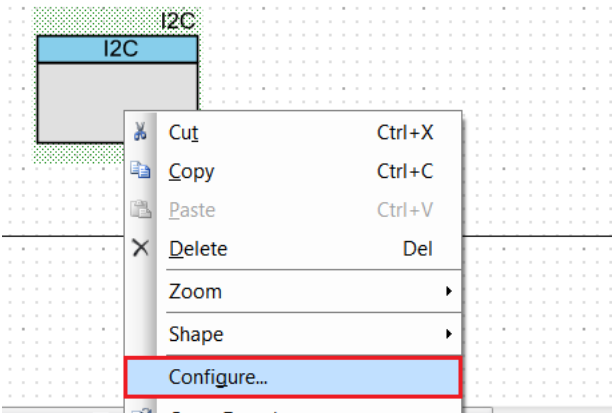 I2C
I2C
Cut Ctrl+X
Copy Ctrl+C
Paste Ctrl+V
Delete Del
Zoom
Shape
Configure...